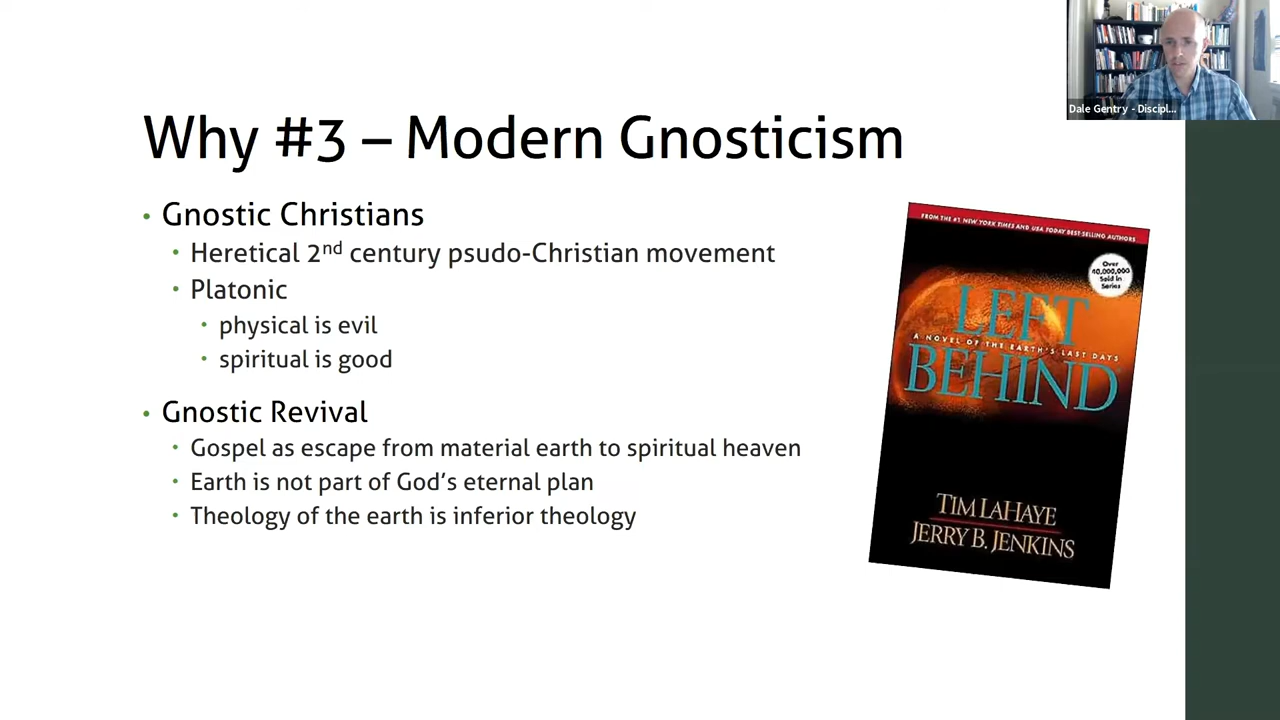 Dale Gentry - Discipl...
Why #3 – Modern Gnosticism
• Gnostic Christians
• Heretical 2nd century psudo-Christian movement
• Platonic
• physical is evil
• spiritual is good
• Gnostic Revival
• Gospel as escape from material earth to spiritual heaven
• Earth is not part of God's eternal plan
• Theology of the earth is inferior theology
FROM THE #1 NEW YORK TIMES AND USA TODAY BEST-SELLING AUTHORS
Over
40,000,000
Sold in
Series
LEFT
A NOVEL OF THE EARTH'S LAST DAYS
BEHIND
TIM LAHAYE
JERRY B. JENKINS